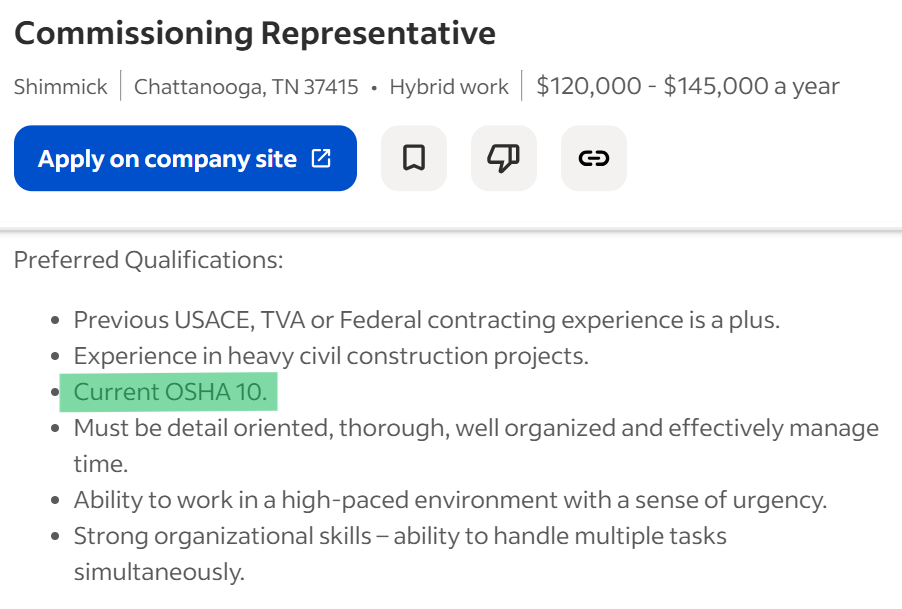 Commissioning Representative
Shimmick | Chattanooga, TN 37415 • Hybrid work | $120,000 - $145,000 a year
Apply on company site
Preferred Qualifications:
• Previous USACE, TVA or Federal contracting experience is a plus.
• Experience in heavy civil construction projects.
• Current OSHA 10.
• Must be detail oriented, thorough, well organized and effectively manage
time.
• Ability to work in a high-paced environment with a sense of urgency.
• Strong organizational skills – ability to handle multiple tasks
simultaneously.